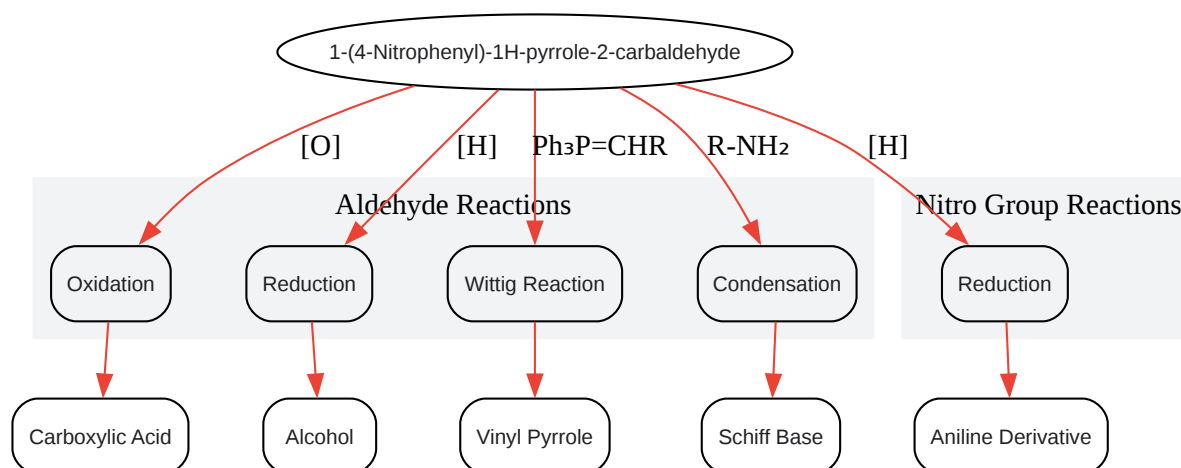 1-(4-Nitrophenyl)-1H-pyrrole-2-carbaldehyde
[O]
[H]
Ph₃P=CHR
R-NH₂
[H]
Aldehyde Reactions
Nitro Group Reactions
Oxidation
Reduction
Wittig Reaction
Condensation
Reduction
Carboxylic Acid
Alcohol
Vinyl Pyrrole
Schiff Base
Aniline Derivative